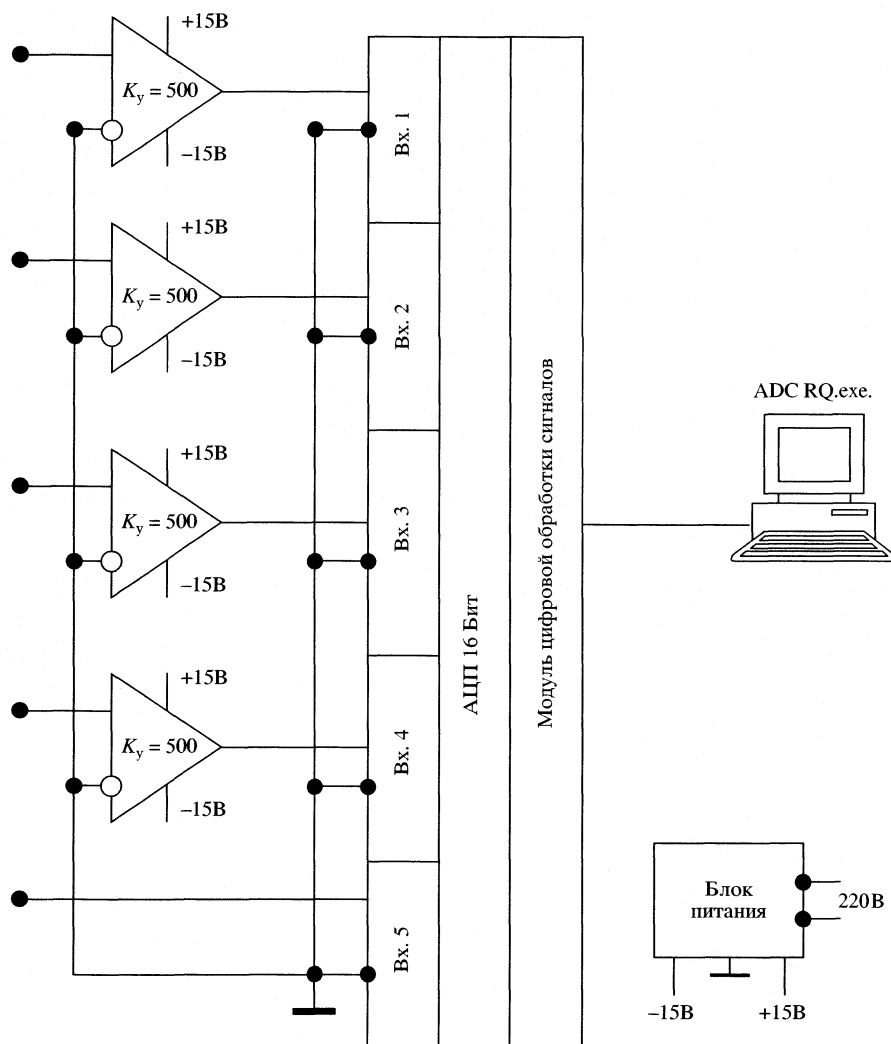 +15В
Kу = 500
–15В
Вх. 1
+15В
Kу = 500
–15В
Вх. 2
+15В
Kу = 500
–15В
Вх. 3
+15В
Kу = 500
–15В
Вх. 4
Вх. 5
АЦП 16 Бит
Модуль цифровой обработки сигналов
ADC RQ.exe.
Блок
питания
220В
–15В
+15В